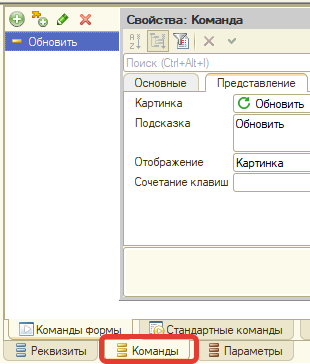 Свойства: Команда
Обновить
Поиск (Ctrl+Alt+I)
Основные
Представление
Картинка
Обновить
Подсказка
Обновить
Отображение
Картинка
Сочетание клавиш
Команды формы
Стандартные команды
Реквизиты
Команды
Параметры